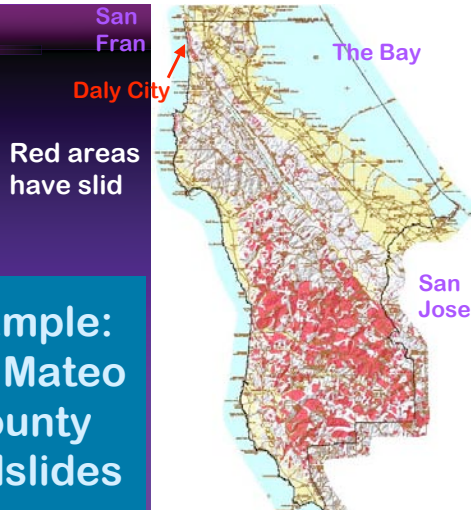 San
Fran
The Bay
Daly City
Red areas
have slid
San
Jose
mple:
Mateo
ounty
dslides